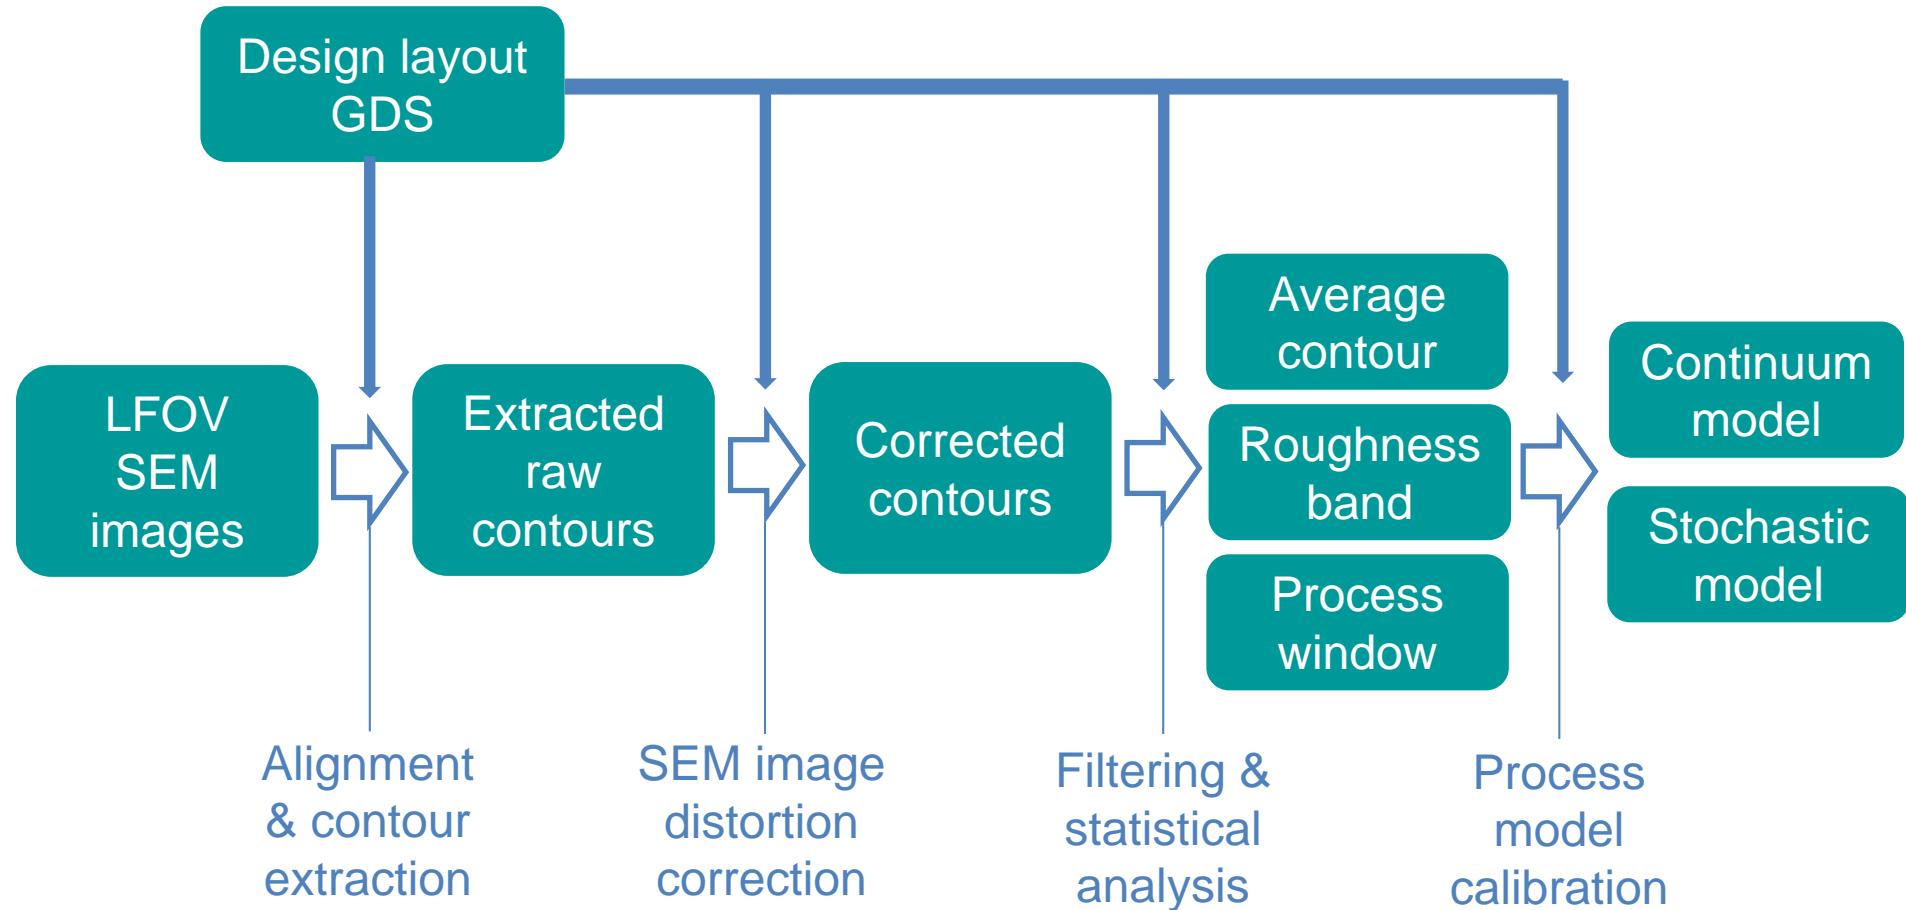 Design layout
GDS
LFOV
SEM
images
Extracted
raw
contours
Corrected
contours
Average
contour
Roughness
band
Process
window
Continuum
model
Stochastic
model
Alignment
& contour
extraction
SEM image
distortion
correction
Filtering &
statistical
analysis
Process
model
calibration